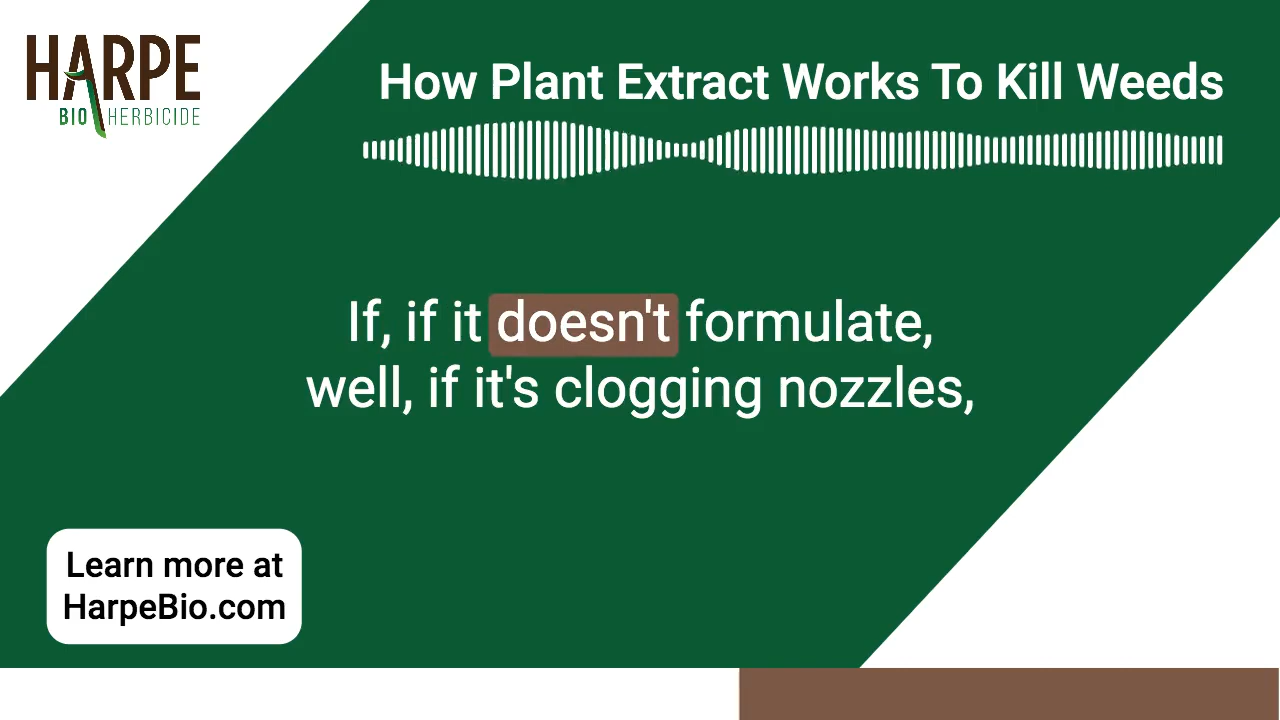 HARPE
BIO HERBICIDE
How Plant Extract Works To Kill Weeds
If, if it doesn't formulate,
well, if it's clogging nozzles,
Learn more at
HarpeBio.com